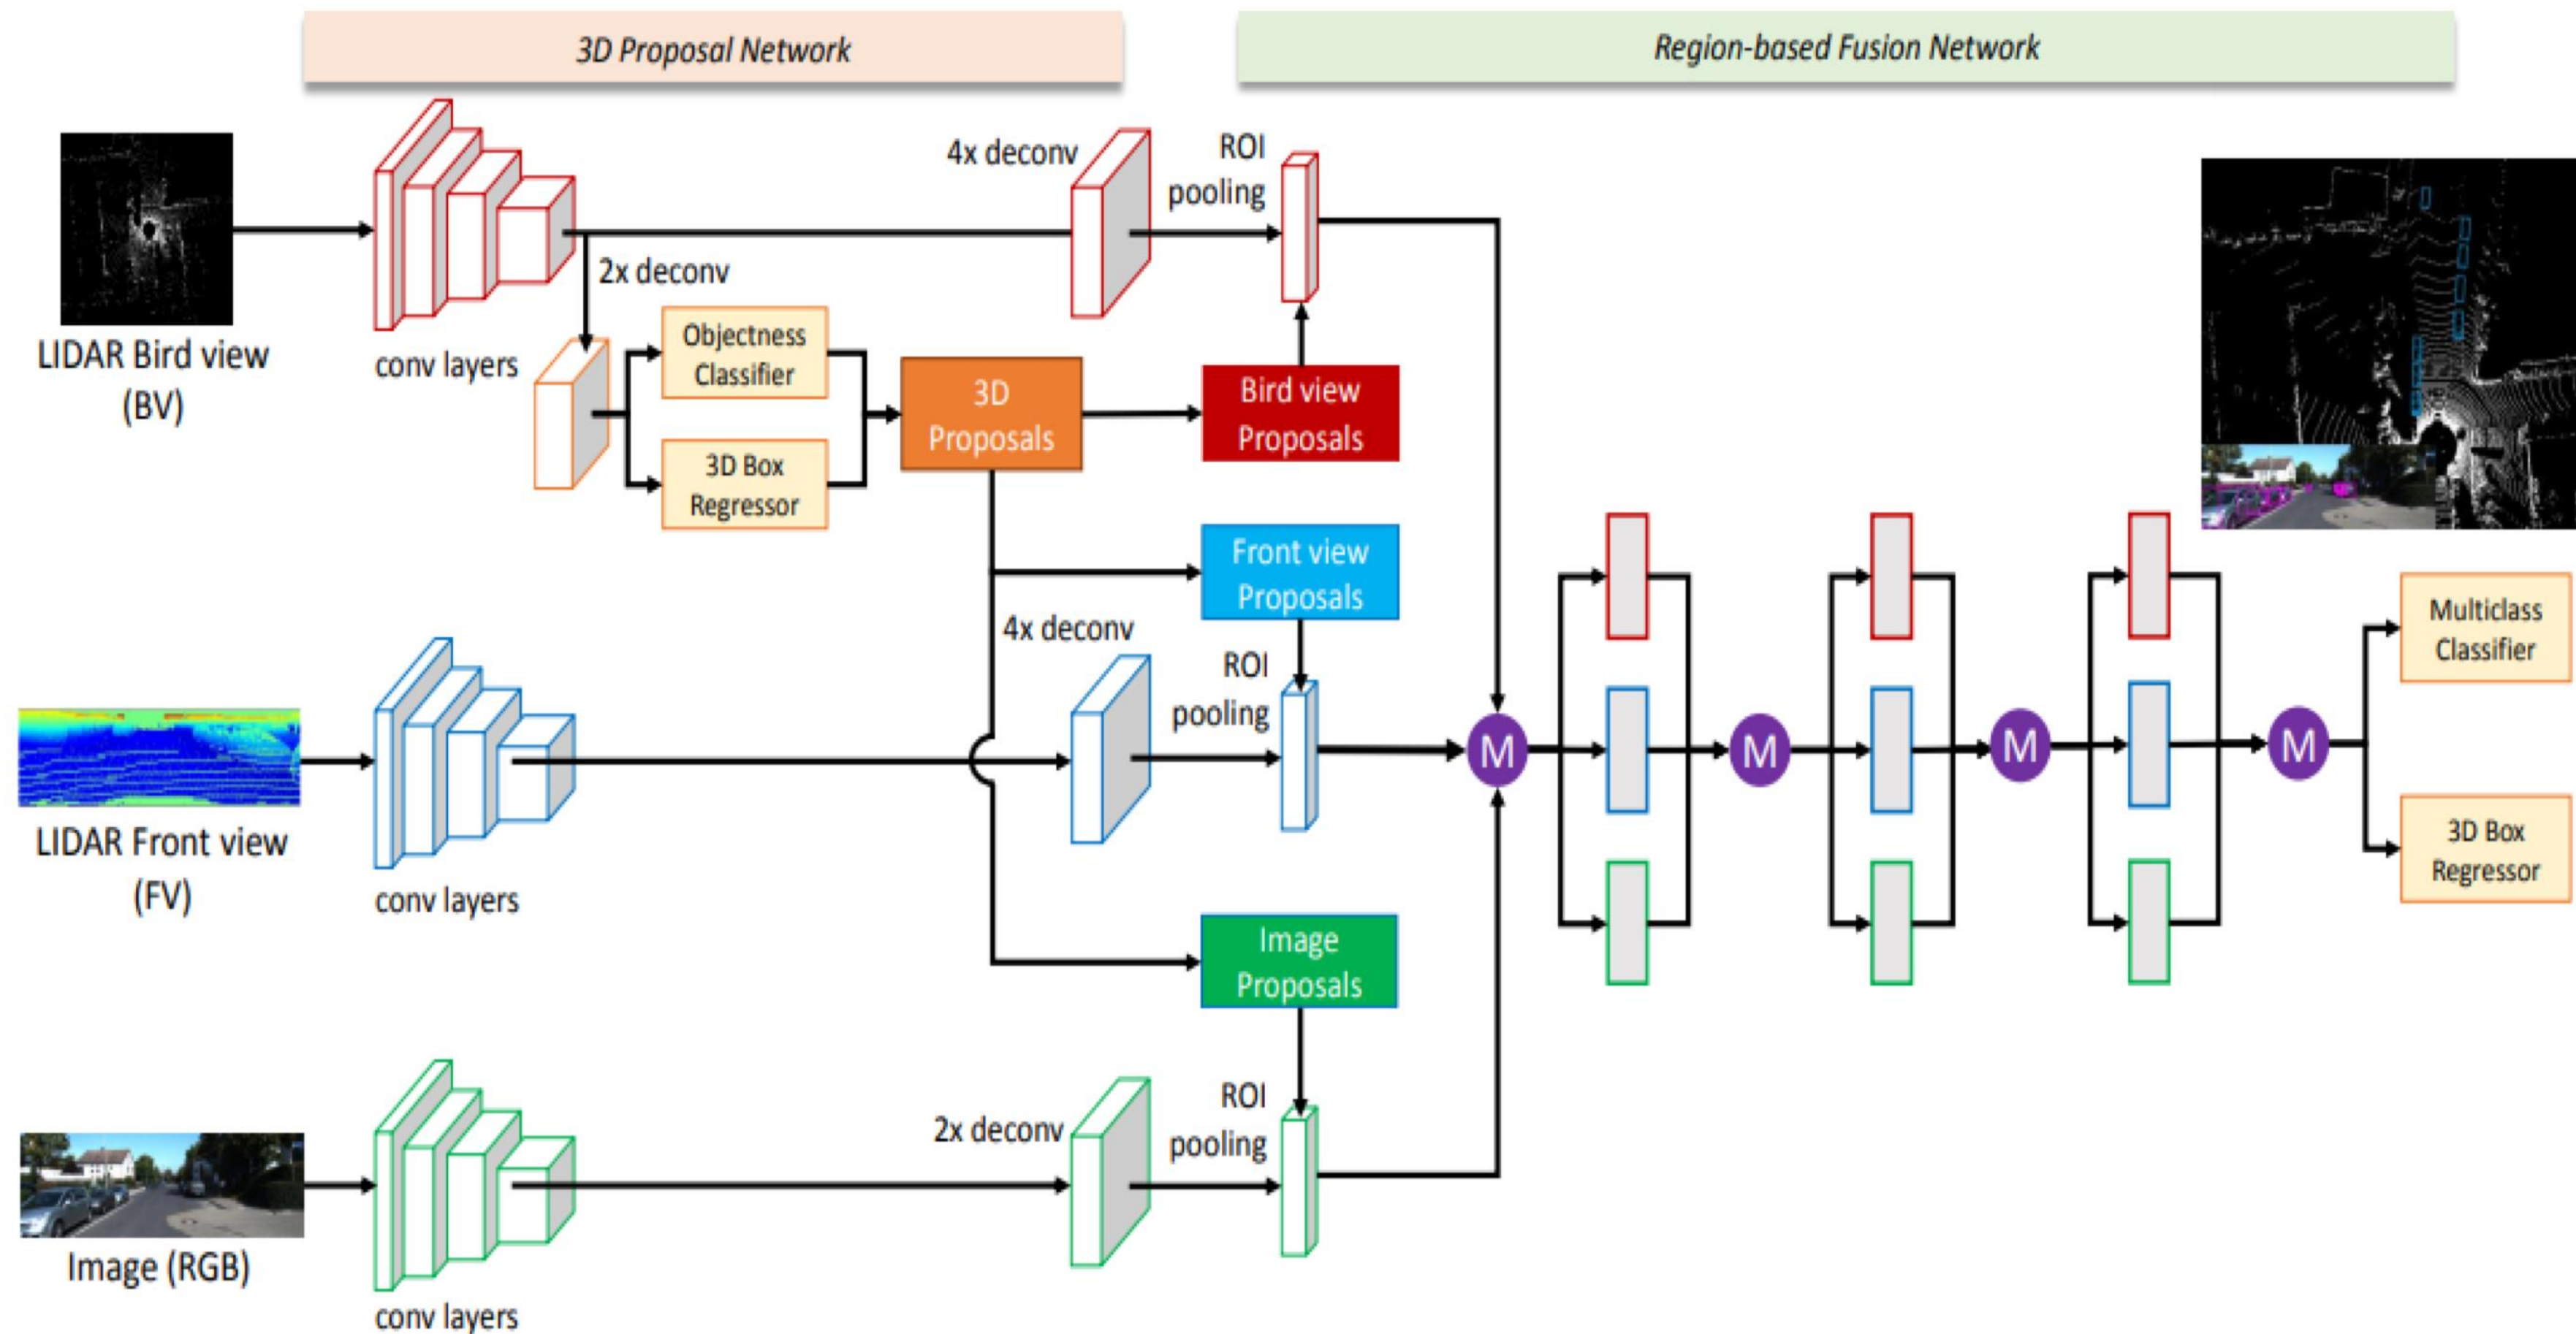 3D Proposal Network
Region-based Fusion Network
LIDAR Bird view
(BV)
conv layers
2x deconv
4x deconv
ROI
pooling
Objectness
Classifier
3D Box
Regressor
3D
Proposals
Bird view
Proposals
Front view
Proposals
4x deconv
ROI
pooling
LIDAR Front view
(FV)
conv layers
M
M
M
M
Multiclass
Classifier
3D Box
Regressor
Image
Proposals
2x deconv
ROI
pooling
Image (RGB)
conv layers